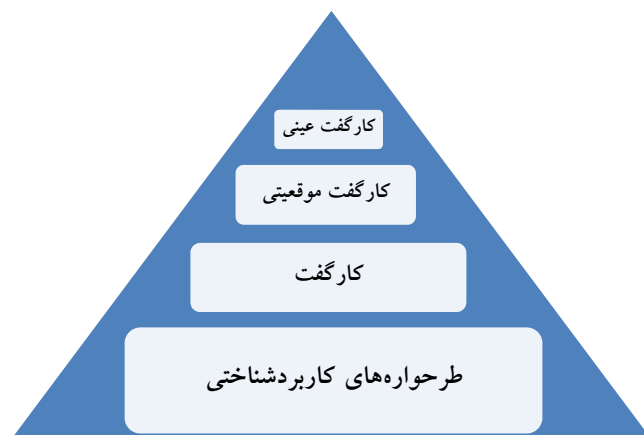 کارگفت عینی
کارگفت موقعیتی
کارگفت
طرحواره‌های کاربردشناختی